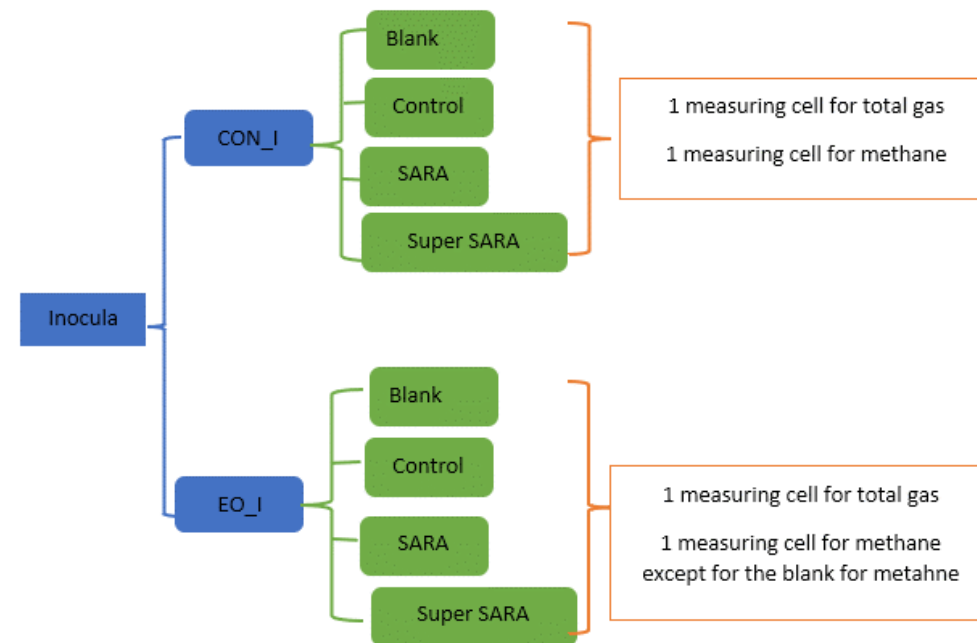 Inocula
CON_I
Blank
Control
SARA
Super SARA
1 measuring cell for total gas
1 measuring cell for methane
EO_I
Blank
Control
SARA
Super SARA
1 measuring cell for total gas
1 measuring cell for methane
except for the blank for metahne